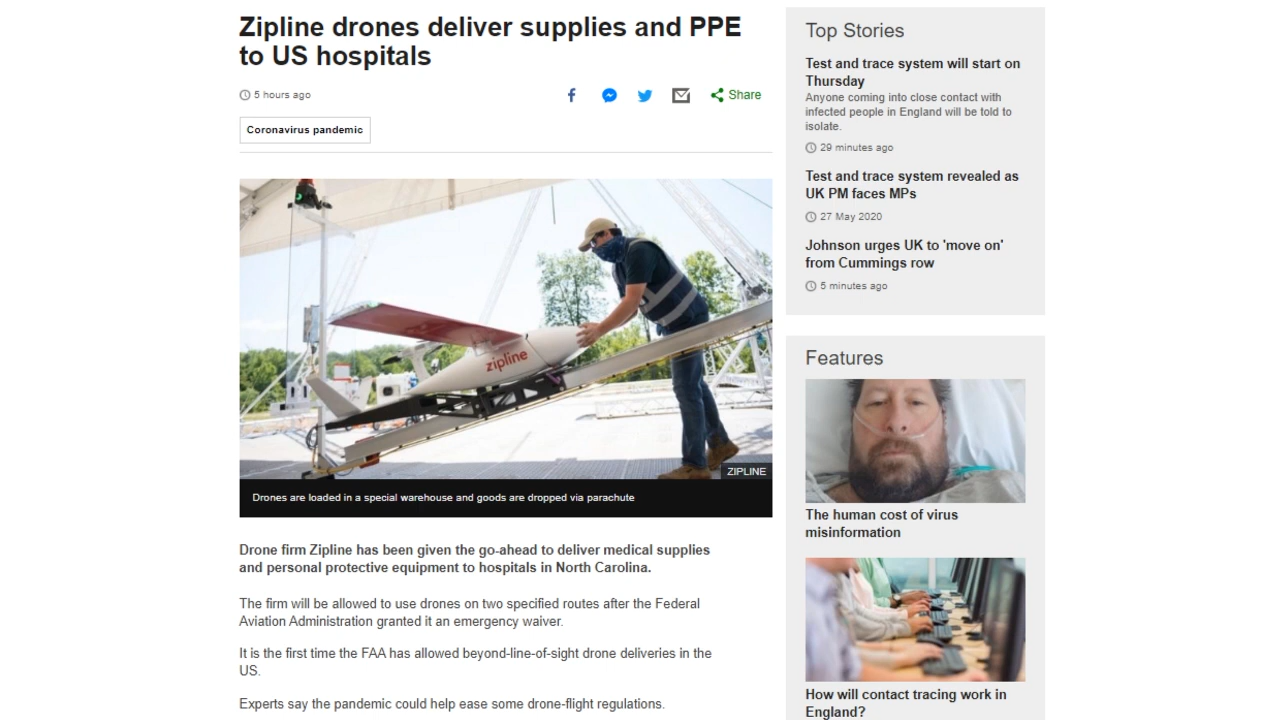 Zipline drones deliver supplies and PPE
to US hospitals
5 hours ago
Share
Coronavirus pandemic
zipline
ZIPLINE
Drones are loaded in a special warehouse and goods are dropped via parachute
Drone firm Zipline has been given the go-ahead to deliver medical supplies
and personal protective equipment to hospitals in North Carolina.
The firm will be allowed to use drones on two specified routes after the Federal
Aviation Administration granted it an emergency waiver.
It is the first time the FAA has allowed beyond-line-of-sight drone deliveries in the
US.
Experts say the pandemic could help ease some drone-flight regulations.
Top Stories
Test and trace system will start on
Thursday
Anyone coming into close contact with
infected people in England will be told to
isolate.
29 minutes ago
Test and trace system revealed as
UK PM faces MPs
27 May 2020
Johnson urges UK to 'move on'
from Cummings row
5 minutes ago
Features
The human cost of virus
misinformation
How will contact tracing work in
England?